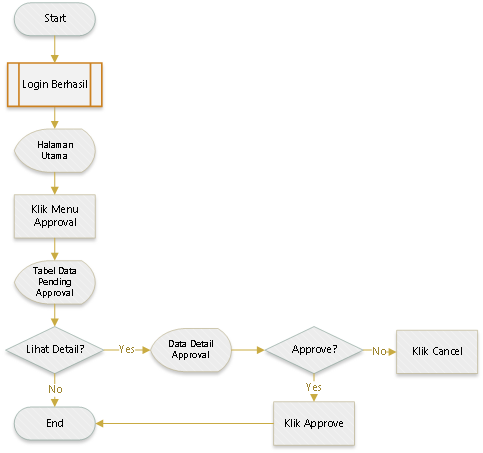 Start
Login Berhasil
Halaman
Utama
Klik Menu
Approval
Tabel Data
Pending
Approval
Lihat Detail?
Yes
Data Detail
Approval
Approve?
No
Klik Cancel
No
Yes
End
Klik Approve